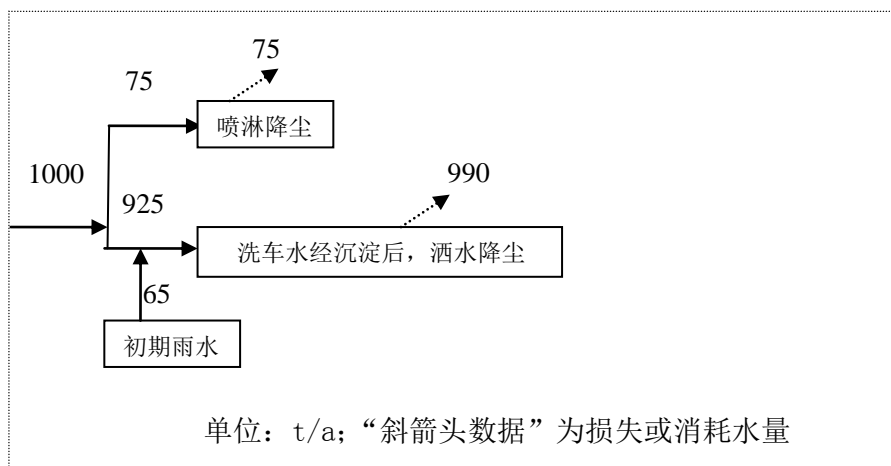 75
75
喷淋降尘
1000
990
925
洗车水经沉淀后，洒水降尘
65
初期雨水
单位：t/a；“斜箭头数据”为损失或消耗水量